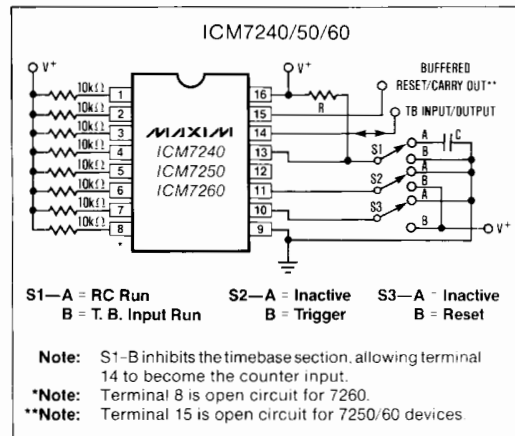 ICM7240/50/60
V+
V+
BUFFERED
RESET/CARRY OUT**
TB INPUT/OUTPUT
10kΩ 1
10kΩ 2
10kΩ 3
10kΩ 4
10kΩ 5
10kΩ 6
10kΩ 7
10kΩ 8
*
MAXIM
ICM7240
ICM7250
ICM7260
16
15
14
13
12
11
10
9
R
S1
A
C
B
S2
A
B
S3
A
B
V+
S1—A = RC Run
B = T. B. Input Run
S2—A = Inactive
B = Trigger
S3—A = Inactive
B = Reset
Note: S1-B inhibits the timebase section, allowing terminal
14 to become the counter input.
*Note: Terminal 8 is open circuit for 7260.
**Note: Terminal 15 is open circuit for 7250/60 devices.